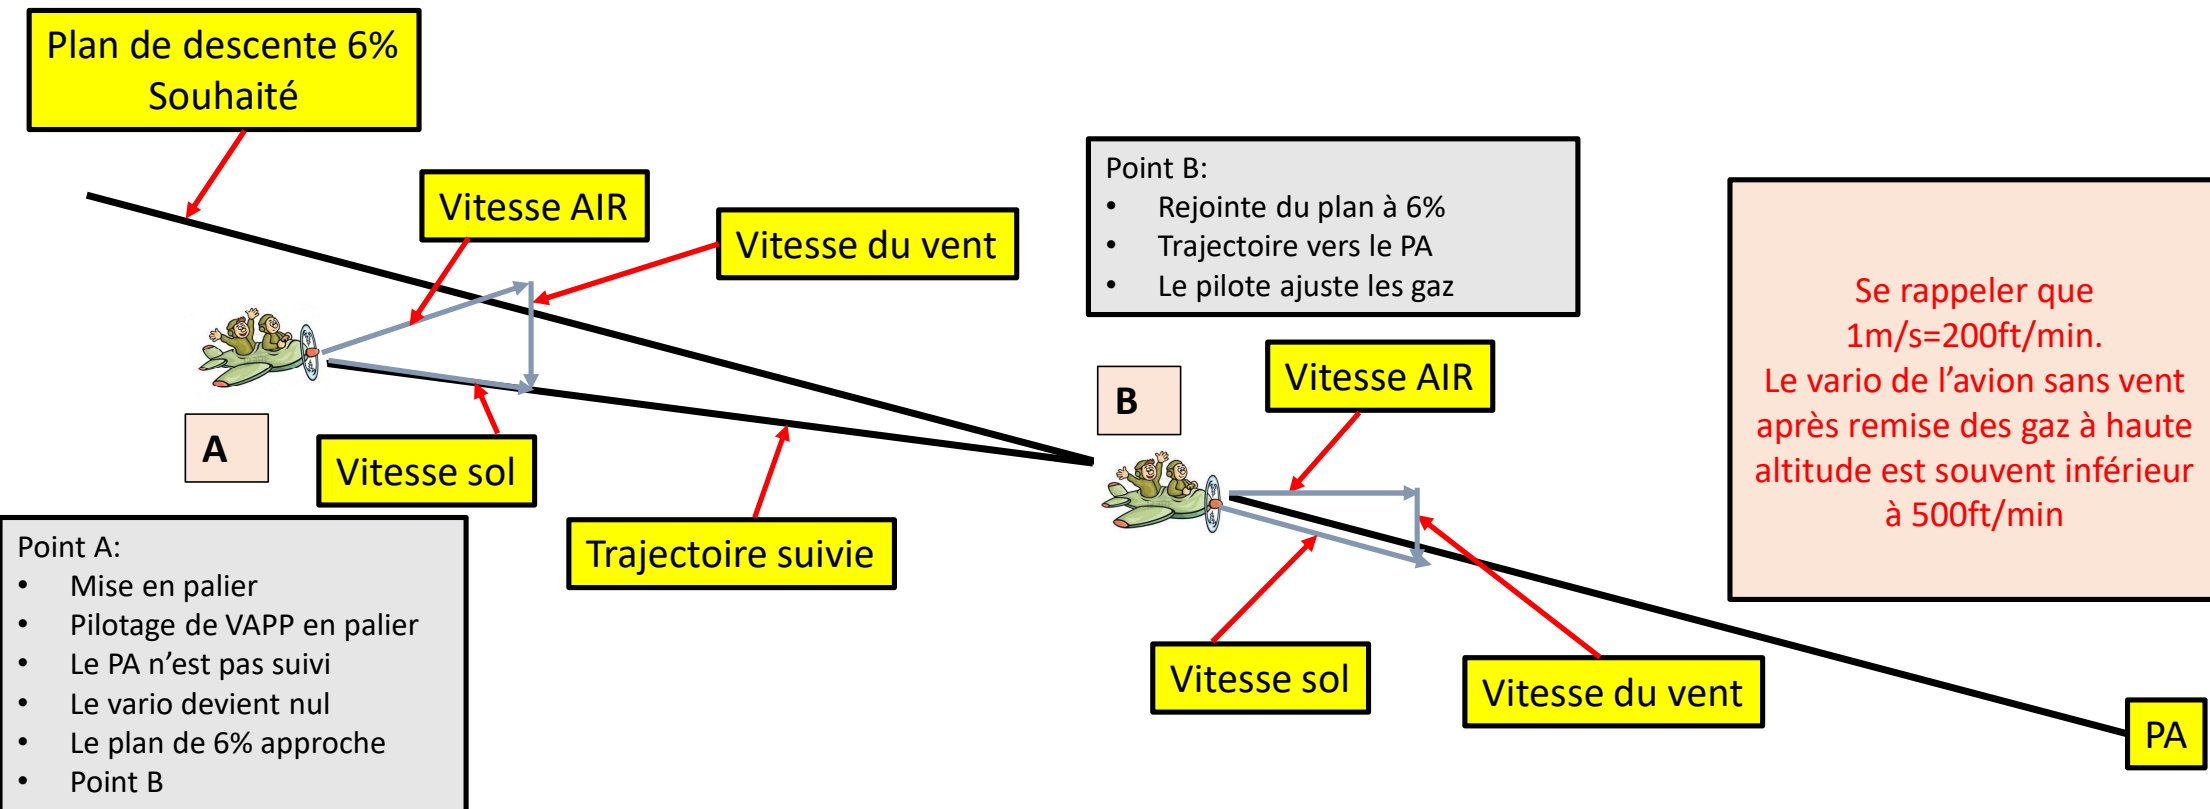 Plan de descente 6%
Souhaité
Vitesse AIR
Vitesse du vent
Vitesse sol
Trajectoire suivie
A
Point A:
• Mise en palier
• Pilotage de VAPP en palier
• Le PA n’est pas suivi
• Le vario devient nul
• Le plan de 6% approche
• Point B
Point B:
• Rejointe du plan à 6%
• Trajectoire vers le PA
• Le pilote ajuste les gaz
B
Vitesse AIR
Vitesse sol
Vitesse du vent
Se rappeler que
1m/s=200ft/min.
Le vario de l’avion sans vent
après remise des gaz à haute
altitude est souvent inférieur
à 500ft/min
PA